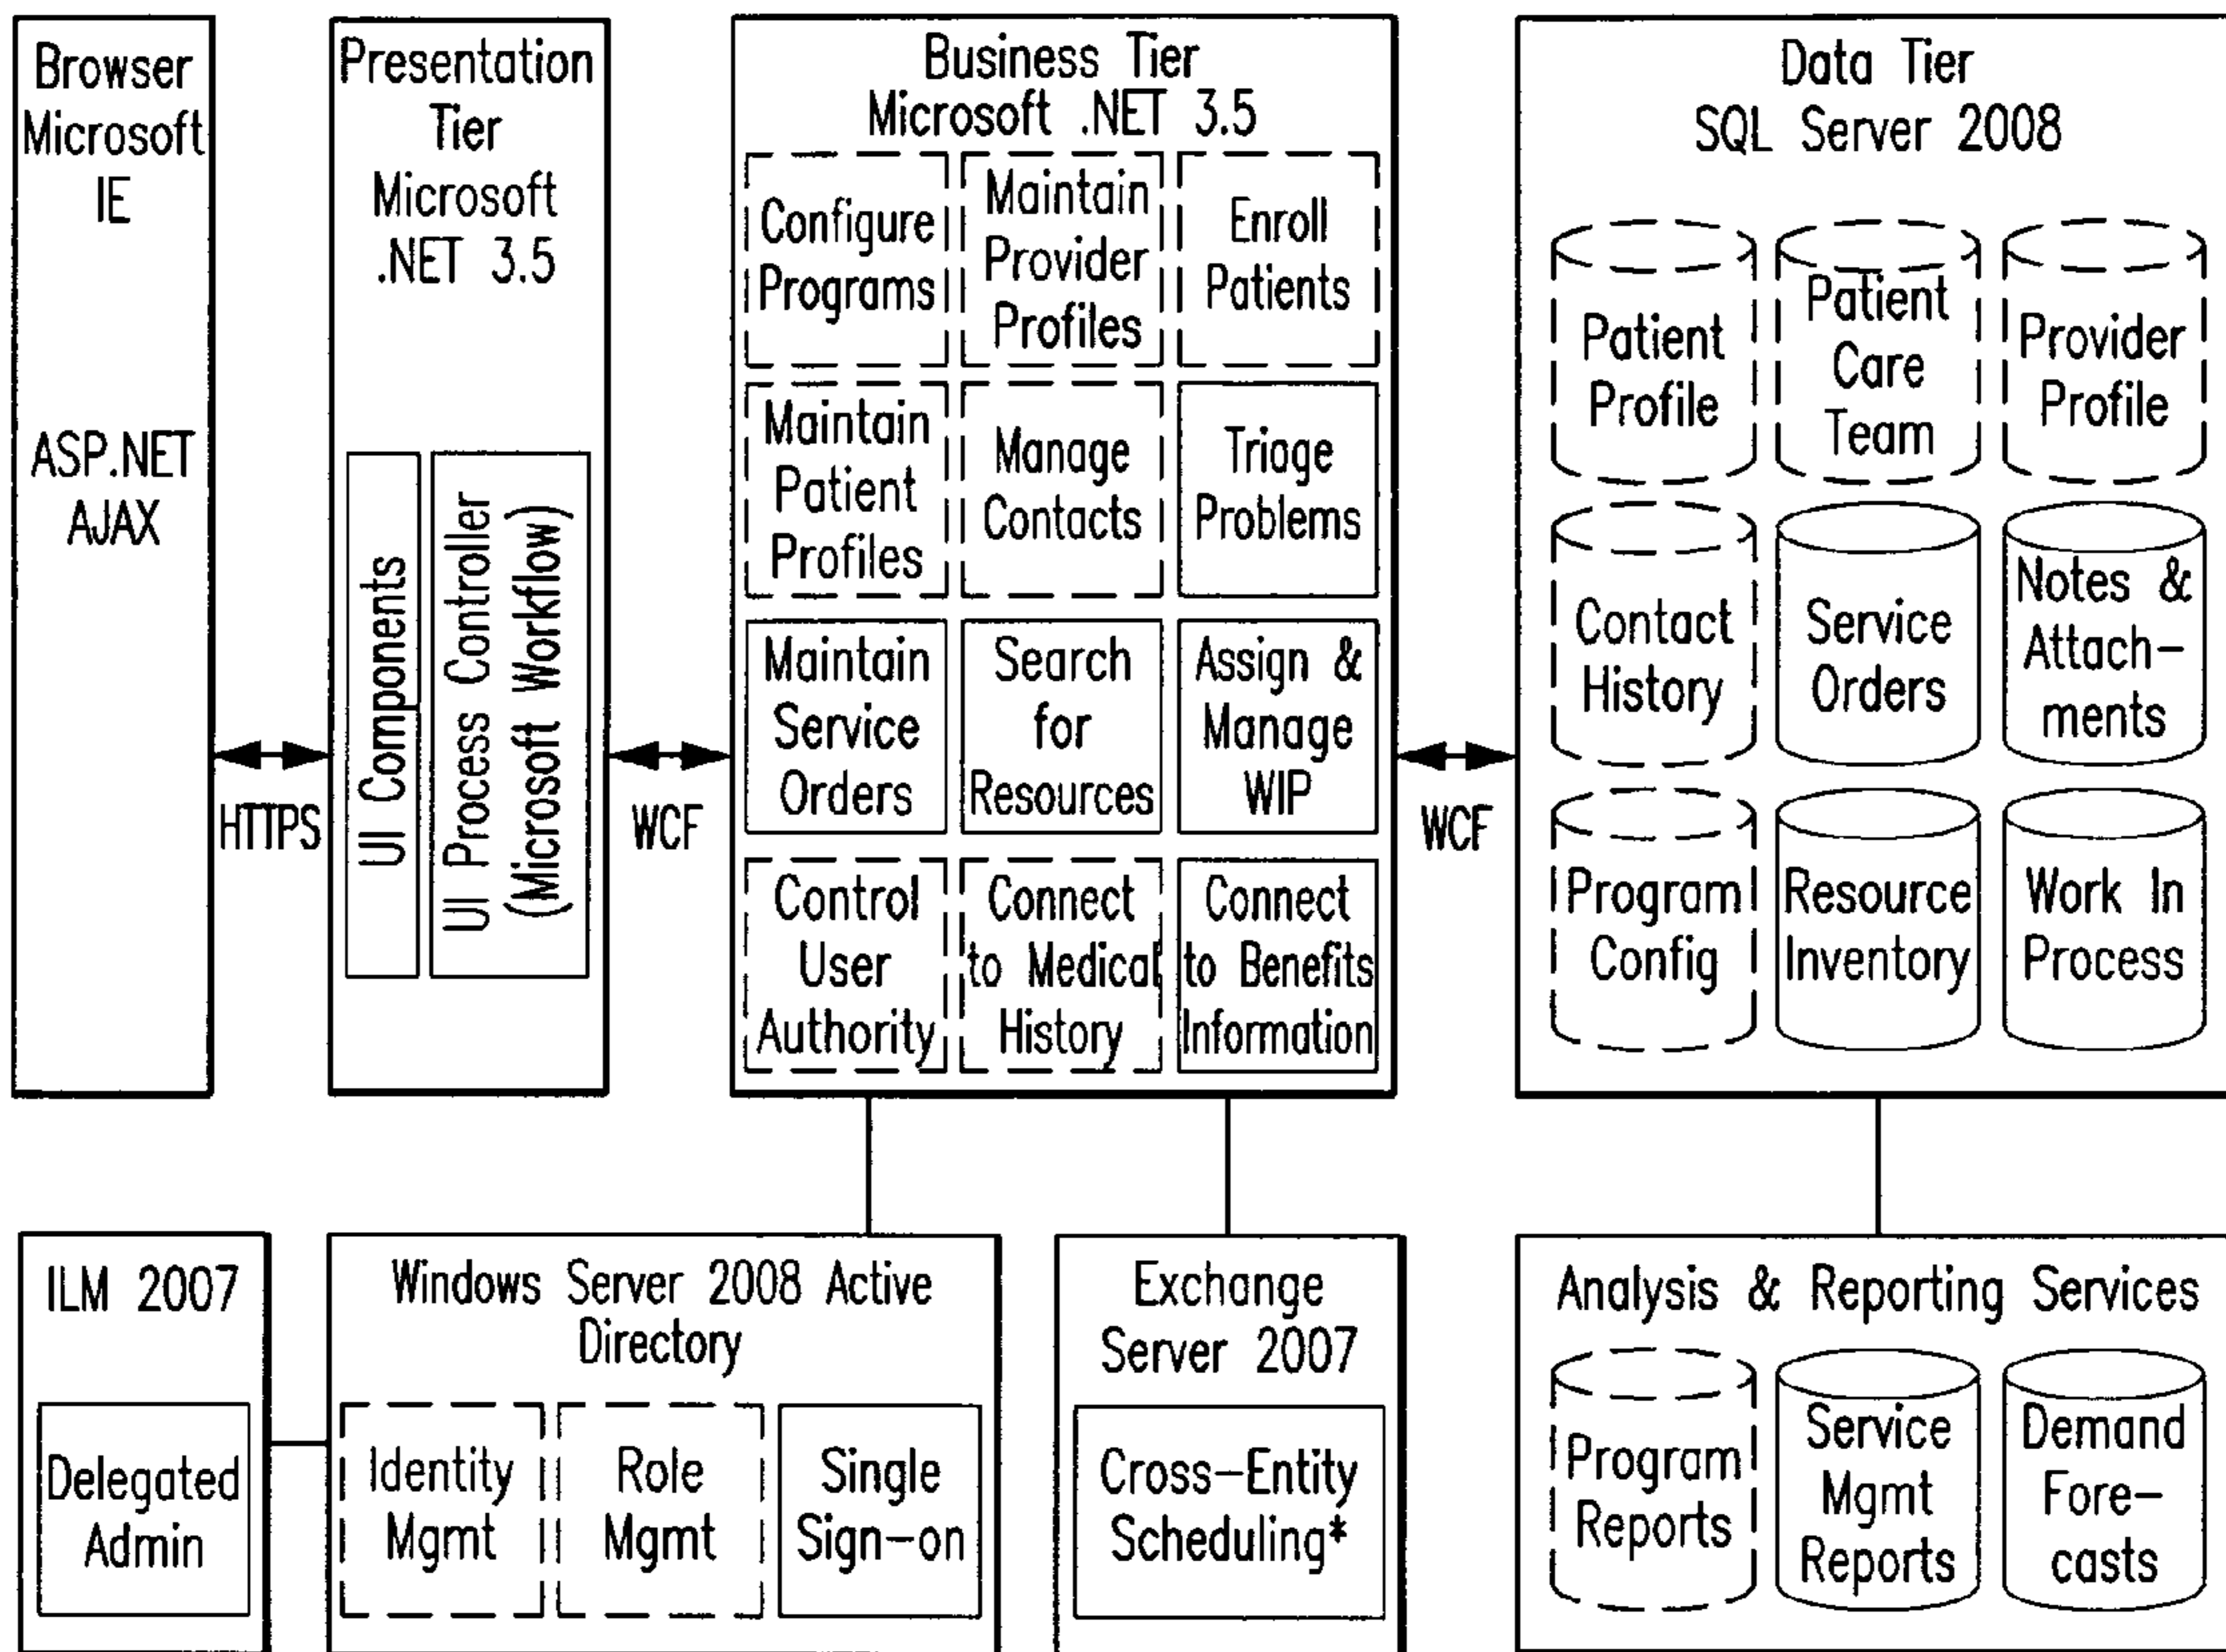 Browser
Microsoft
IE
ASP.NET
AJAX
HTTPS
Presentation
Tier
Microsoft
.NET 3.5
UI Components
UI Process Controller
(Microsoft Workflow)
WCF
Business Tier
Microsoft .NET 3.5
Configure
Programs
Maintain
Provider
Profiles
Enroll
Patients
Maintain
Patient
Profiles
Manage
Contacts
Triage
Problems
Maintain
Service
Orders
Search
for
Resources
Assign &
Manage
WIP
Control
User
Authority
Connect
to Medical
History
Connect
to Benefits
Information
WCF
Data Tier
SQL Server 2008
Patient
Profile
Patient
Care
Team
Provider
Profile
Contact
History
Service
Orders
Notes &
Attach-
ments
Program
Config
Resource
Inventory
Work In
Process
ILM 2007
Delegated
Admin
Windows Server 2008 Active
Directory
Identity
Mgmt
Role
Mgmt
Single
Sign-on
Exchange
Server 2007
Cross-Entity
Scheduling*
Analysis & Reporting Services
Program
Reports
Service
Mgmt
Reports
Demand
Fore-
casts